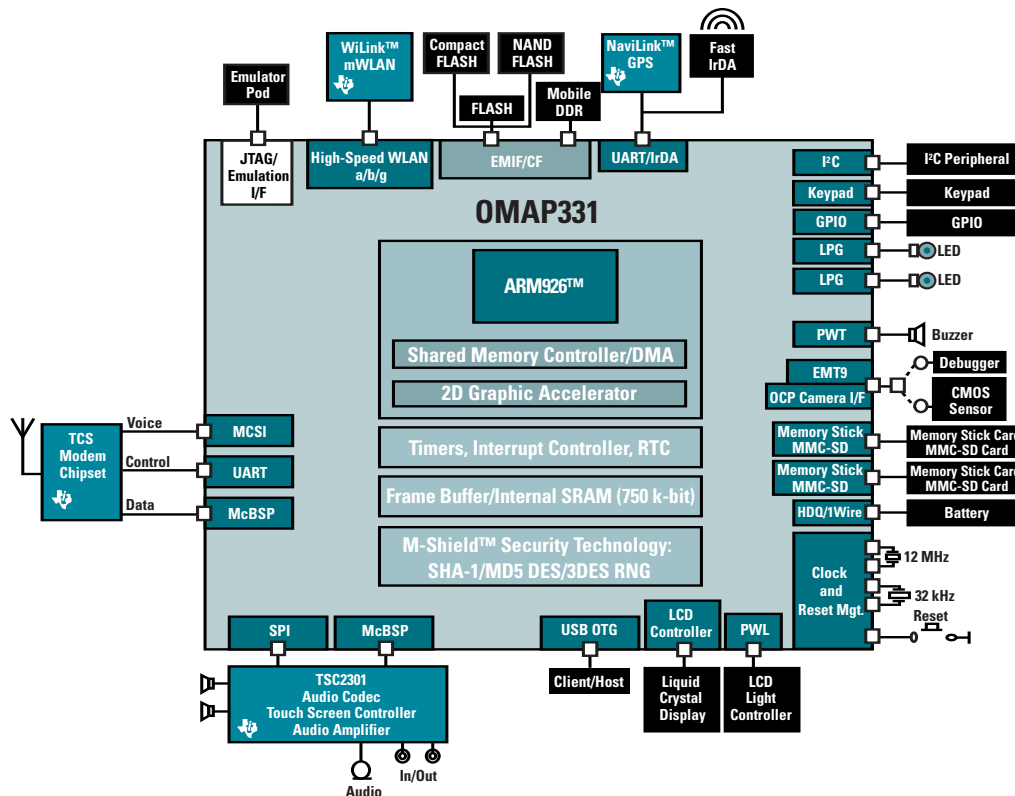 WiLink™
mWLAN
Compact
FLASH
NAND
FLASH
NaviLink™
GPS
Fast
IrDA
Emulator
Pod
FLASH
Mobile
DDR
JTAG/
Emulation
I/F
High-Speed WLAN
a/b/g
EMIF/CF
UART/IrDA
I²C
I²C Peripheral
Keypad
Keypad
GPIO
GPIO
LPG
LED
LPG
LED
OMAP331
ARM926™
Shared Memory Controller/DMA
2D Graphic Accelerator
Timers, Interrupt Controller, RTC
Frame Buffer/Internal SRAM (750 k-bit)
M-Shield™ Security Technology:
SHA-1/MD5 DES/3DES RNG
PWT
Buzzer
EMT9
OCP Camera I/F
Debugger
CMOS
Sensor
Memory Stick
MMC-SD
Memory Stick Card
MMC-SD Card
Memory Stick
MMC-SD
Memory Stick Card
MMC-SD Card
HDQ/1Wire
Battery
Clock
and
Reset Mgt.
12 MHz
32 kHz
Reset
TCS
Modem
Chipset
Voice
Control
Data
MCSI
UART
McBSP
SPI
McBSP
USB OTG
LCD
Controller
PWL
TSC2301
Audio Codec
Touch Screen Controller
Audio Amplifier
Client/Host
Liquid
Crystal
Display
LCD
Light
Controller
In/Out
Audio